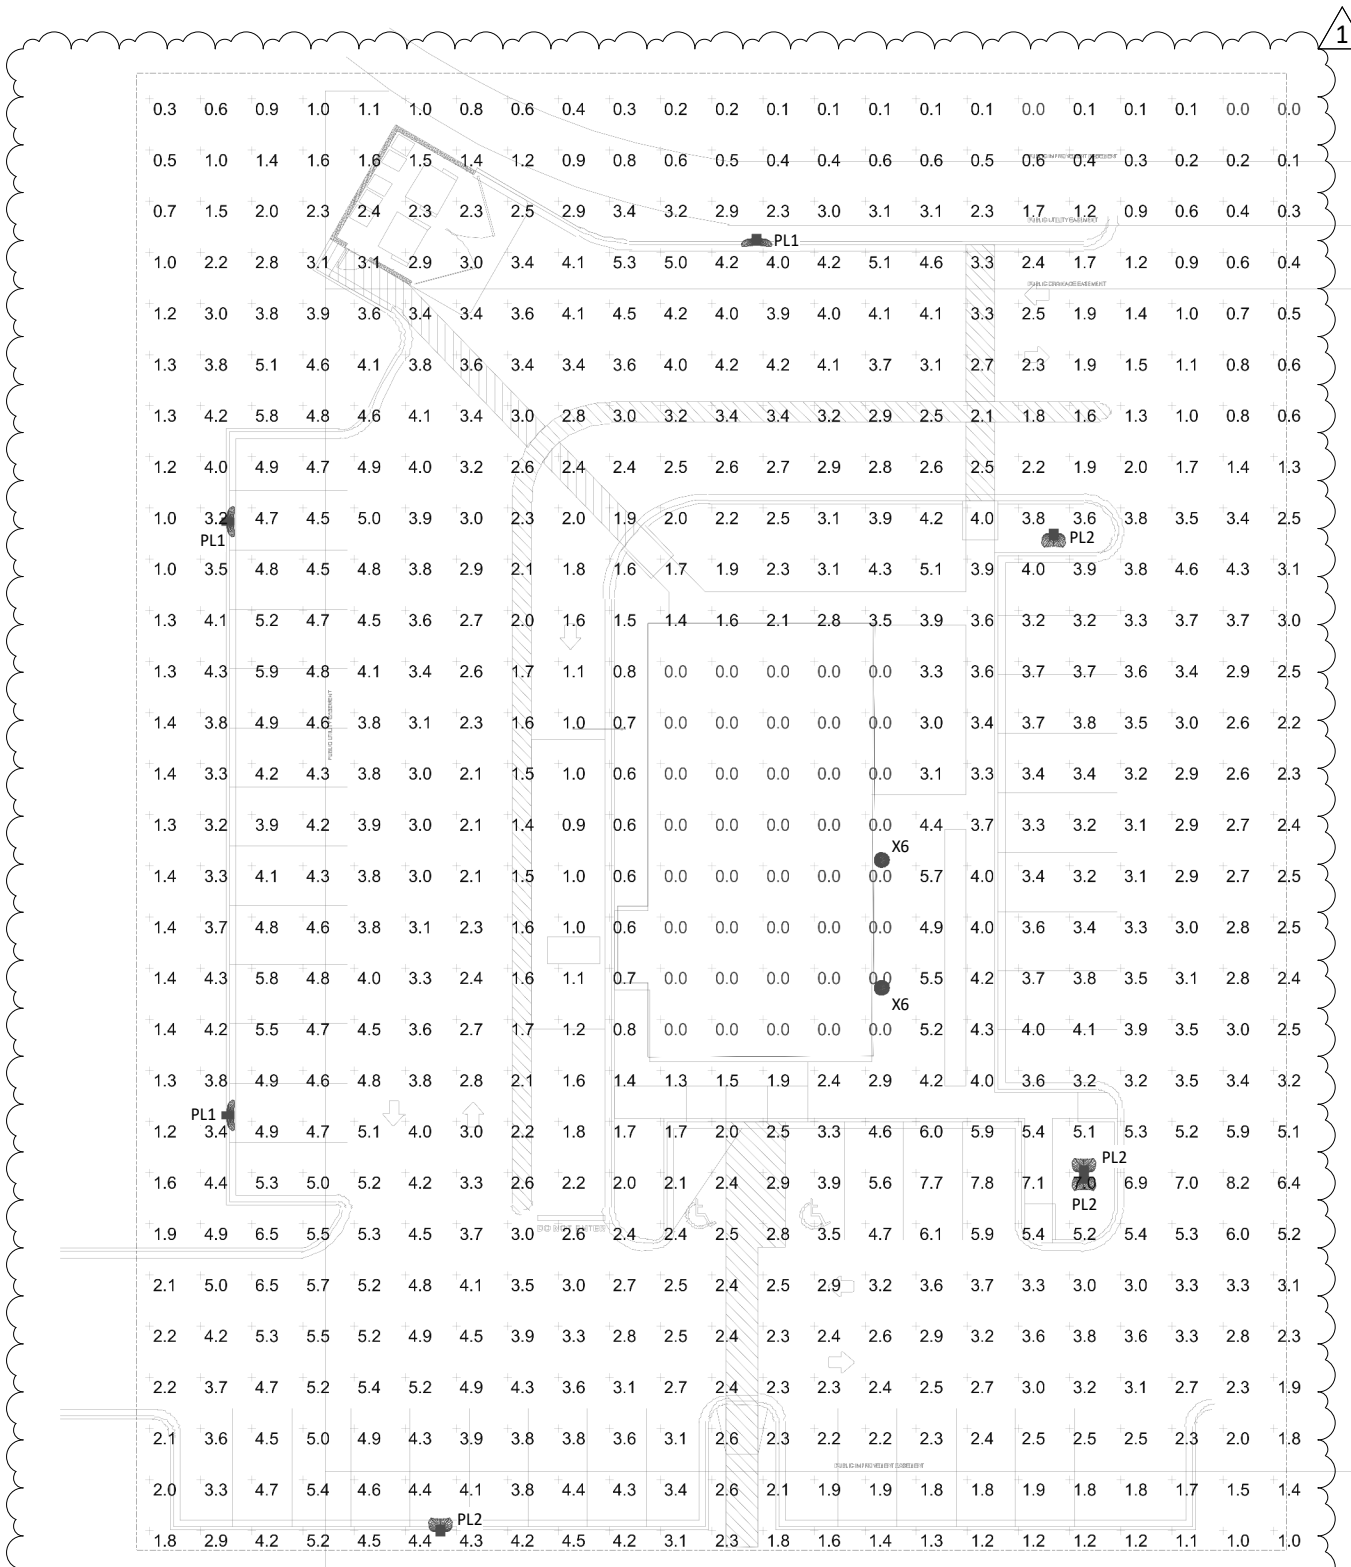 1
0.3 0.6 0.9 1.0 1.1 1.0 0.8 0.6 0.4 0.3 0.2 0.2 0.1 0.1 0.1 0.1 0.1 0.0 0.1 0.1 0.1 0.0 0.0
0.5 1.0 1.4 1.6 1.6 1.5 1.4 1.2 0.9 0.8 0.6 0.5 0.4 0.4 0.6 0.6 0.5 0.6 0.4 0.3 0.2 0.2 0.1
PUBLIC IMPROVEMENT EASEMENT
0.7 1.5 2.0 2.3 2.4 2.3 2.3 2.5 2.9 3.4 3.2 2.9 2.3 3.0 3.1 3.1 2.3 1.7 1.2 0.9 0.6 0.4 0.3
PUBLIC UTILITY EASEMENT
PL1
1.0 2.2 2.8 3.1 3.1 2.9 3.0 3.4 4.1 5.3 5.0 4.2 4.0 4.2 5.1 4.6 3.3 2.4 1.7 1.2 0.9 0.6 0.4
PUBLIC DRAINAGE EASEMENT
1.2 3.0 3.8 3.9 3.6 3.4 3.4 3.6 4.1 4.5 4.2 4.0 3.9 4.0 4.1 4.1 3.3 2.5 1.9 1.4 1.0 0.7 0.5
1.3 3.8 5.1 4.6 4.1 3.8 3.6 3.4 3.4 3.6 4.0 4.2 4.2 4.1 3.7 3.1 2.7 2.3 1.9 1.5 1.1 0.8 0.6
1.3 4.2 5.8 4.8 4.6 4.1 3.4 3.0 2.8 3.0 3.2 3.4 3.4 3.2 2.9 2.5 2.1 1.8 1.6 1.3 1.0 0.8 0.6
1.2 4.0 4.9 4.7 4.9 4.0 3.2 2.6 2.4 2.4 2.5 2.6 2.7 2.9 2.8 2.6 2.5 2.2 1.9 2.0 1.7 1.4 1.3
1.0 3.2 4.7 4.5 5.0 3.9 3.0 2.3 2.0 1.9 2.0 2.2 2.5 3.1 3.9 4.2 4.0 3.8 3.6 3.8 3.5 3.4 2.5
PL1 PL2
1.0 3.5 4.8 4.5 4.8 3.8 2.9 2.1 1.8 1.6 1.7 1.9 2.3 3.1 4.3 5.1 3.9 4.0 3.9 3.8 4.6 4.3 3.1
1.3 4.1 5.2 4.7 4.5 3.6 2.7 2.0 1.6 1.5 1.4 1.6 2.1 2.8 3.5 3.9 3.6 3.2 3.2 3.3 3.7 3.7 3.0
1.3 4.3 5.9 4.8 4.1 3.4 2.6 1.7 1.1 0.8 0.0 0.0 0.0 0.0 0.0 3.3 3.6 3.7 3.7 3.6 3.4 2.9 2.5
PUBLIC UTILITY EASEMENT
1.4 3.8 4.9 4.6 3.8 3.1 2.3 1.6 1.0 0.7 0.0 0.0 0.0 0.0 0.0 3.0 3.4 3.7 3.8 3.5 3.0 2.6 2.2
1.4 3.3 4.2 4.3 3.8 3.0 2.1 1.5 1.0 0.6 0.0 0.0 0.0 0.0 0.0 3.1 3.3 3.4 3.4 3.2 2.9 2.6 2.3
1.3 3.2 3.9 4.2 3.9 3.0 2.1 1.4 0.9 0.6 0.0 0.0 0.0 0.0 0.0 4.4 3.7 3.3 3.2 3.1 2.9 2.7 2.4
X6
1.4 3.3 4.1 4.3 3.8 3.0 2.1 1.5 1.0 0.6 0.0 0.0 0.0 0.0 0.0 5.7 4.0 3.4 3.2 3.1 2.9 2.7 2.5
1.4 3.7 4.8 4.6 3.8 3.1 2.3 1.6 1.0 0.6 0.0 0.0 0.0 0.0 0.0 4.9 4.0 3.6 3.4 3.3 3.0 2.8 2.5
1.4 4.3 5.8 4.8 4.0 3.3 2.4 1.6 1.1 0.7 0.0 0.0 0.0 0.0 0.0 5.5 4.2 3.7 3.8 3.5 3.1 2.8 2.4
X6
1.4 4.2 5.5 4.7 4.5 3.6 2.7 1.7 1.2 0.8 0.0 0.0 0.0 0.0 0.0 5.2 4.3 4.0 4.1 3.9 3.5 3.0 2.5
1.3 3.8 4.9 4.6 4.8 3.8 2.8 2.1 1.6 1.4 1.3 1.5 1.9 2.4 2.9 4.2 4.0 3.6 3.2 3.2 3.5 3.4 3.2
PL1
1.2 3.4 4.9 4.7 5.1 4.0 3.0 2.2 1.8 1.7 1.7 2.0 2.5 3.3 4.6 6.0 5.9 5.4 5.1 5.3 5.2 5.9 5.1
PL2
1.6 4.4 5.3 5.0 5.2 4.2 3.3 2.6 2.2 2.0 2.1 2.4 2.9 3.9 5.6 7.7 7.8 7.1 7.0 6.9 7.0 8.2 6.4
PL2
DO NOT ENTER
1.9 4.9 6.5 5.5 5.3 4.5 3.7 3.0 2.6 2.4 2.4 2.5 2.8 3.5 4.7 6.1 5.9 5.4 5.2 5.4 5.3 6.0 5.2
2.1 5.0 6.5 5.7 5.2 4.8 4.1 3.5 3.0 2.7 2.5 2.4 2.5 2.9 3.2 3.6 3.7 3.3 3.0 3.0 3.3 3.3 3.1
2.2 4.2 5.3 5.5 5.2 4.9 4.5 3.9 3.3 2.8 2.5 2.4 2.3 2.4 2.6 2.9 3.2 3.6 3.8 3.6 3.3 2.8 2.3
2.2 3.7 4.7 5.2 5.4 5.2 4.9 4.3 3.6 3.1 2.7 2.4 2.3 2.3 2.4 2.5 2.7 3.0 3.2 3.1 2.7 2.3 1.9
2.1 3.6 4.5 5.0 4.9 4.3 3.9 3.8 3.8 3.6 3.1 2.6 2.3 2.2 2.2 2.3 2.4 2.5 2.5 2.5 2.3 2.0 1.8
PUBLIC IMPROVEMENT EASEMENT
2.0 3.3 4.7 5.4 4.6 4.4 4.1 3.8 4.4 4.3 3.4 2.6 2.1 1.9 1.9 1.8 1.8 1.9 1.8 1.8 1.7 1.5 1.4
PL2
1.8 2.9 4.2 5.2 4.5 4.4 4.3 4.2 4.5 4.2 3.1 2.3 1.8 1.6 1.4 1.3 1.2 1.2 1.2 1.2 1.1 1.0 1.0